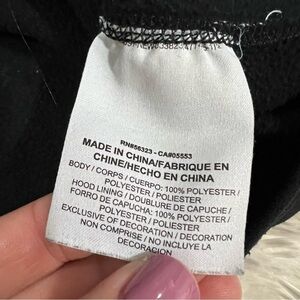 RN#56323 - CA#05553
MADE IN CHINA/FABRIQUE EN
CHINE/HECHO EN CHINA
BODY / CORPS / CUERPO: 100% POLYESTER /
POLYESTER / POLIESTER
HOOD LINING / DOUBLURE DE CAPUCHE /
FORRO DE CAPUCHA: 100% POLYESTER /
POLYESTER / POLIESTER
EXCLUSIVE OF DECORATION / DECORATION
NON COMPRISE / NO INCLUYE LA
DECORACION